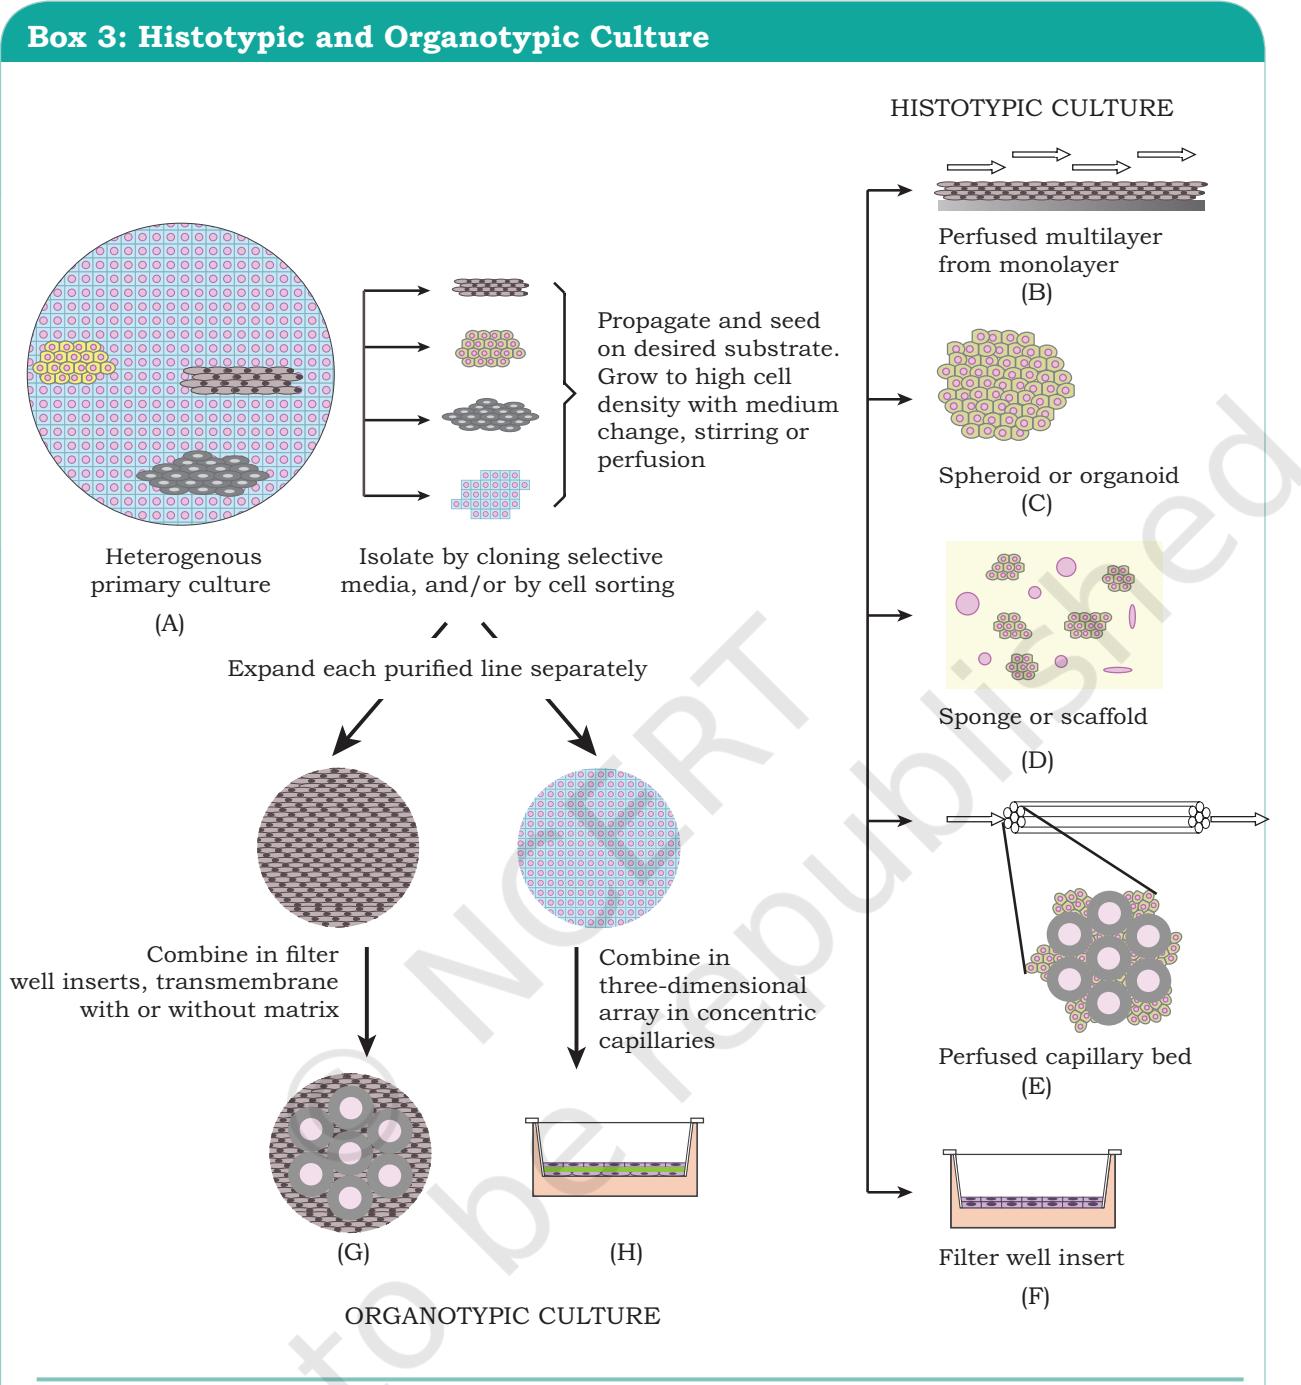 Box 3: Histotypic and Organotypic Culture
HISTOTYPIC CULTURE
Perfused multilayer
from monolayer
(B)
Propagate and seed
on desired substrate.
Grow to high cell
density with medium
change, stirring or
perfusion
Spheroid or organoid
(C)
Heterogenous
primary culture
(A)
Isolate by cloning selective
media, and/or by cell sorting
Expand each purified line separately
Sponge or scaffold
(D)
Combine in filter
well inserts, transmembrane
with or without matrix
Combine in
three-dimensional
array in concentric
capillaries
Perfused capillary bed
(E)
(G)
(H)
Filter well insert
(F)
ORGANOTYPIC CULTURE
© NCERT
to be republished